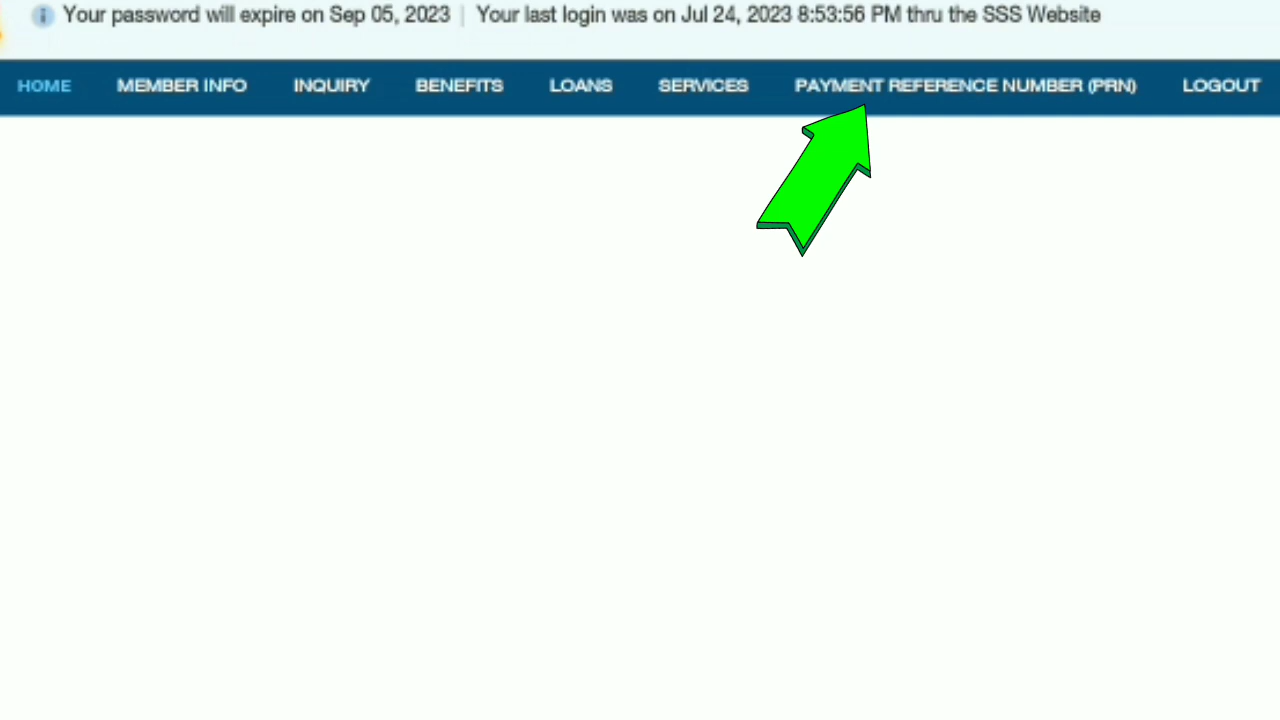 Your password will expire on Sep 05, 2023 | Your last login was on Jul 24, 2023 8:53:56 PM thru the SSS Website
HOME MEMBER INFO INQUIRY BENEFITS LOANS SERVICES PAYMENT REFERENCE NUMBER (PRN) LOGOUT